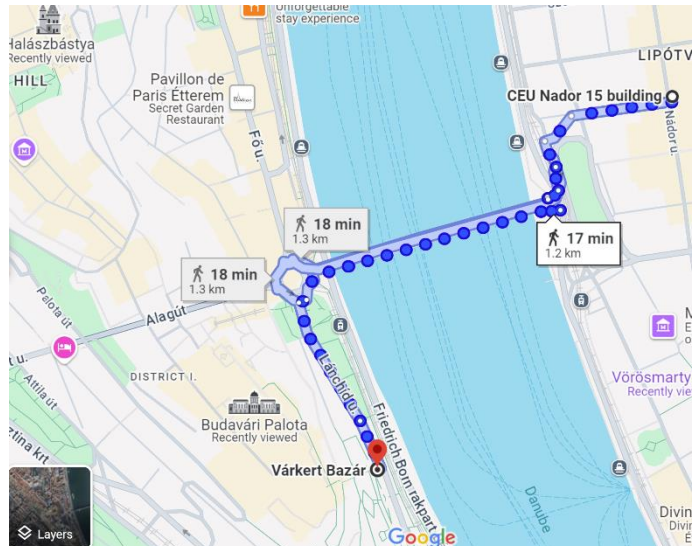 Unforgettable
stay experience
Halászbástya
Recently viewed
HILL
Pavillon de
Paris Étterem
Secret Garden
Restaurant
Fő u.
LIPÓTV
CEU Nador 15 building
Nádor u.
18 min
1.3 km
17 min
1.2 km
18 min
1.3 km
Palota út
Alagút
t u.
Attila út
DISTRICT I.
Lánchíd u.
Vörösmarty
Recently vie
Budavári Palota
Recently viewed
Friedrich Born rakpart
sztina krt
Várkert Bazár
Danube
Divin
Layers
Google